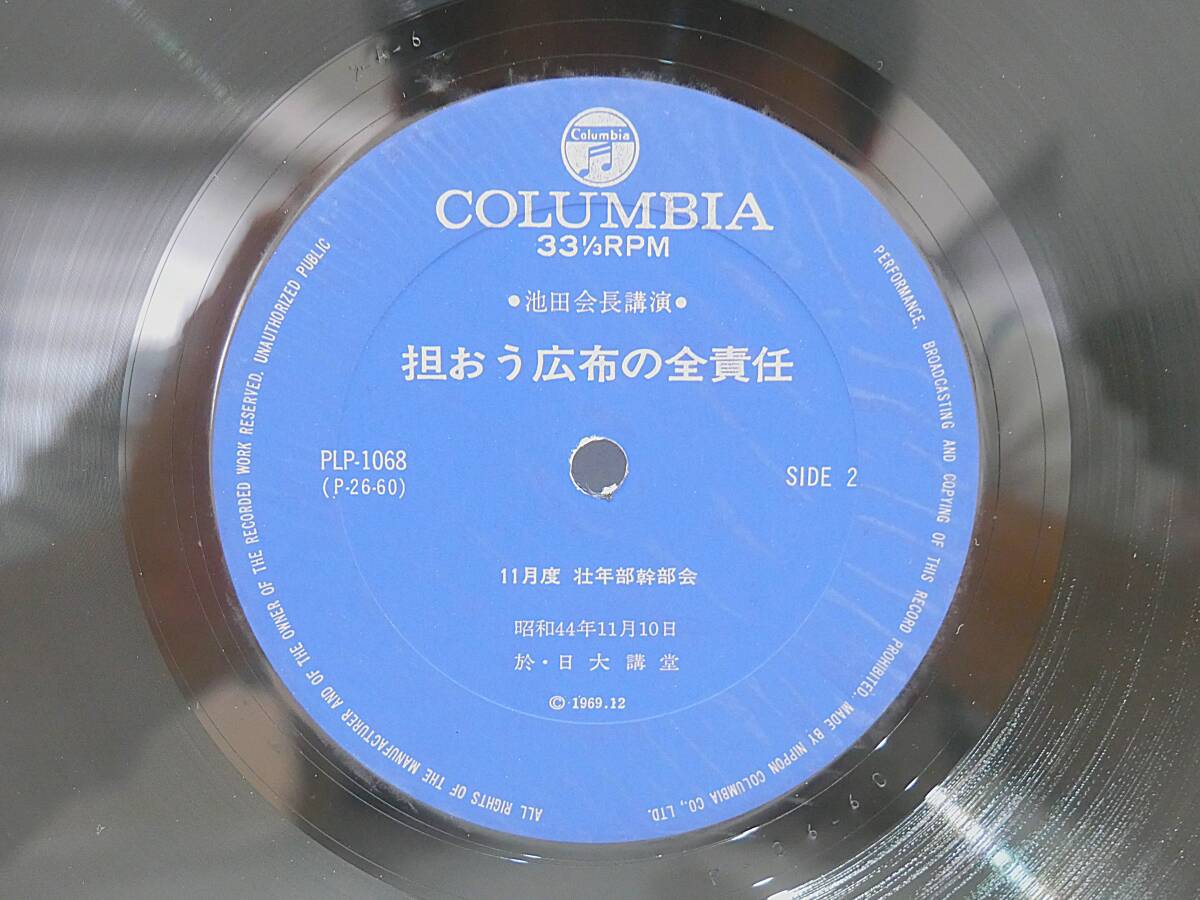 Columbia
COLUMBIA
33⅓RPM
●池田会長講演●
担おう広布の全責任
PLP-1068
(P-26-60)
SIDE 2
11月度 壮年部幹部会
昭和44年11月10日
於・日大講堂
© 1969.12
ALL RIGHTS OF THE MANUFACTURER AND OF THE OWNER OF THE RECORDED WORK RESERVED. UNAUTHORIZED PUBLIC PERFORMANCE, BROADCASTING AND COPYING OF THIS RECORD PROHIBITED. MADE BY NIPPON COLUMBIA CO., LTD.